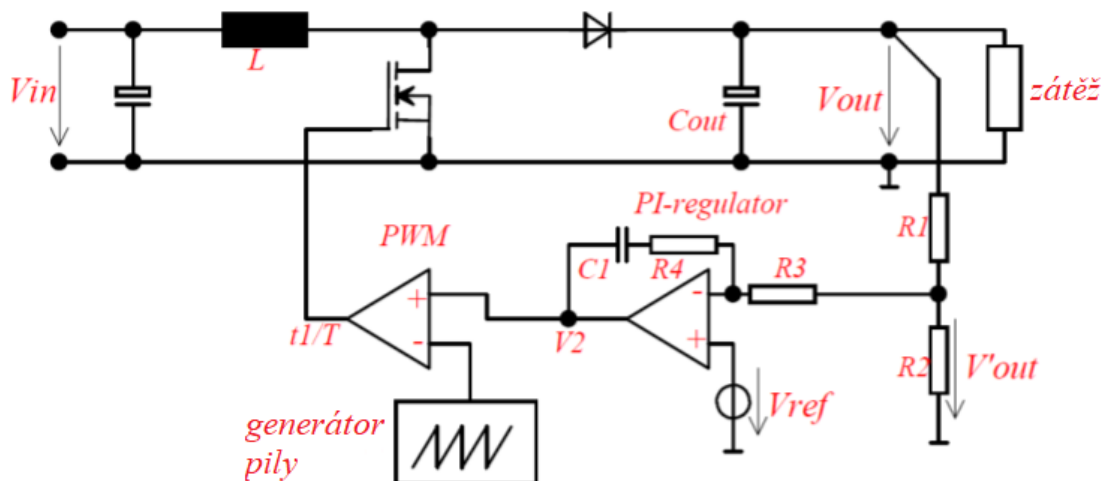 L
Vin
Cout
Vout
zátěž
PI-regulator
PWM
R1
C1
R4
R3
+
-
-
+
t1/T
V2
R2
V'out
Vref
generátor
pily